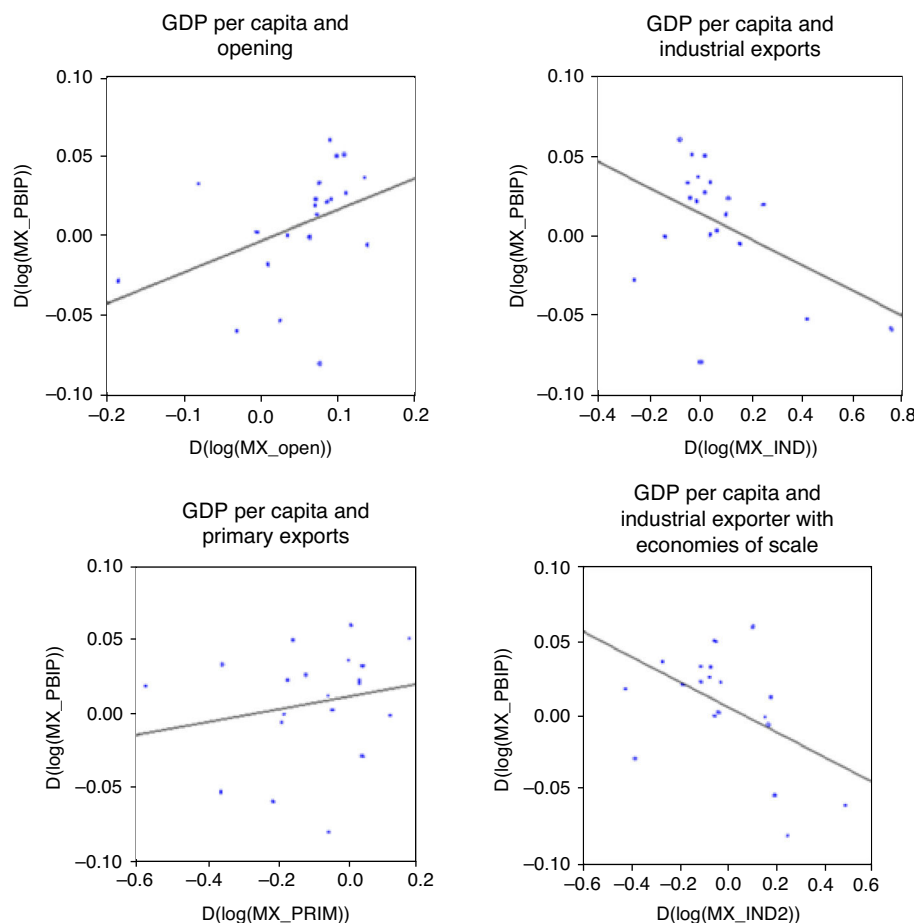 GDP per capita and
opening
0.10
0.05
0.00
−0.05
−0.10
−0.2
−0.1
0.0
0.1
0.2
D(log(MX_PBIP))
D(log(MX_open))
GDP per capita and
industrial exports
0.10
0.05
0.00
−0.05
−0.10
−0.4
−0.2
0.0
0.2
0.4
0.6
0.8
D(log(MX_PBIP))
D(log(MX_IND))
GDP per capita and
primary exports
0.10
0.05
0.00
−0.05
−0.10
−0.6
−0.4
−0.2
0.0
0.2
D(log(MX_PBIP))
D(log(MX_PRIM))
GDP per capita and
industrial exporter with
economies of scale
0.10
0.05
0.00
−0.05
−0.10
−0.6
−0.4
−0.2
0.0
0.2
0.4
0.6
D(log(MX_PBIP))
D(log(MX_IND2))